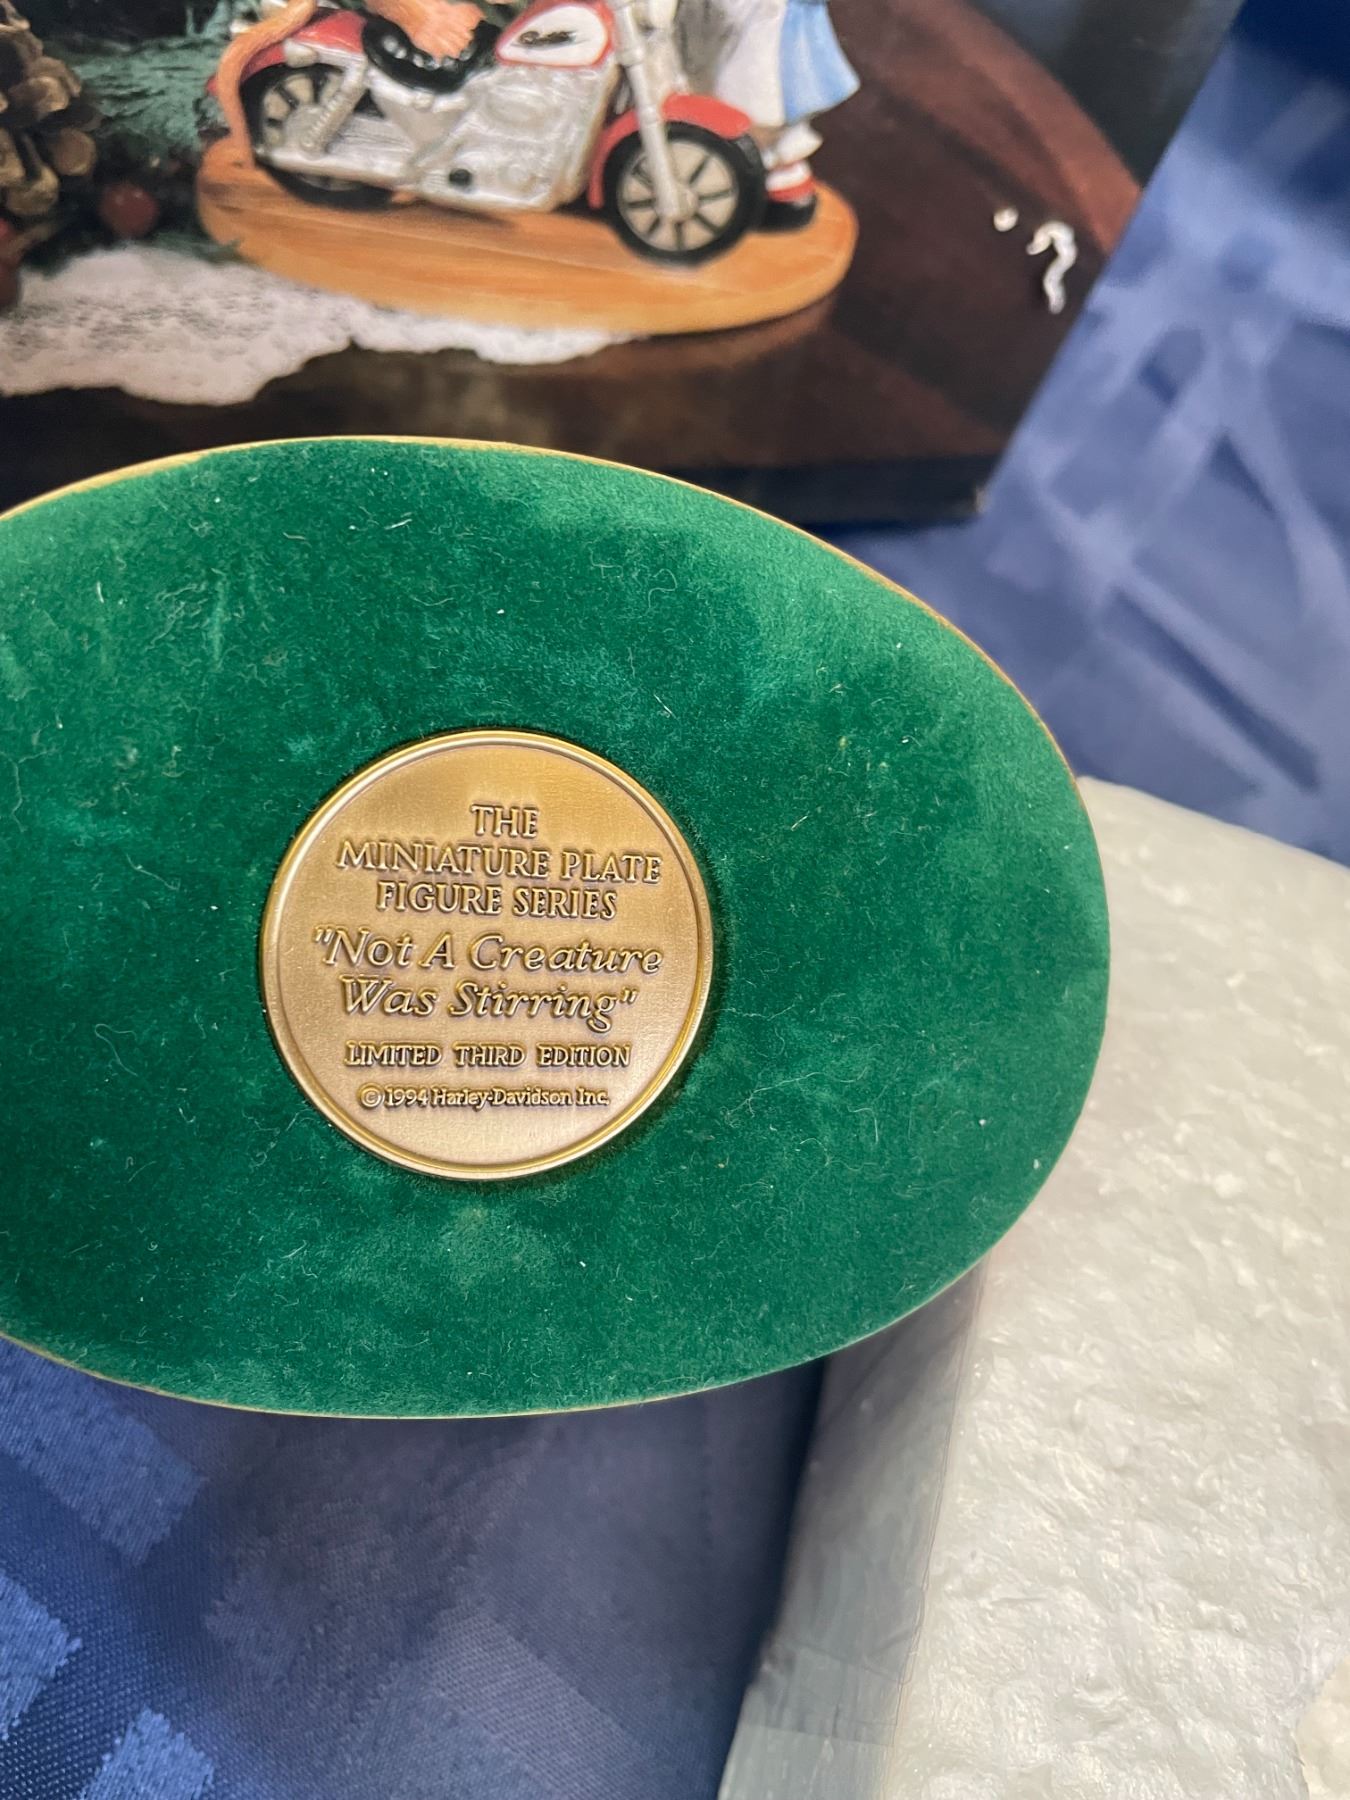 THE
MINIATURE PLATE
FIGURE SERIES
"Not A Creature
Was Stirring"
LIMITED THIRD EDITION
© 1994 Harley-Davidson Inc.